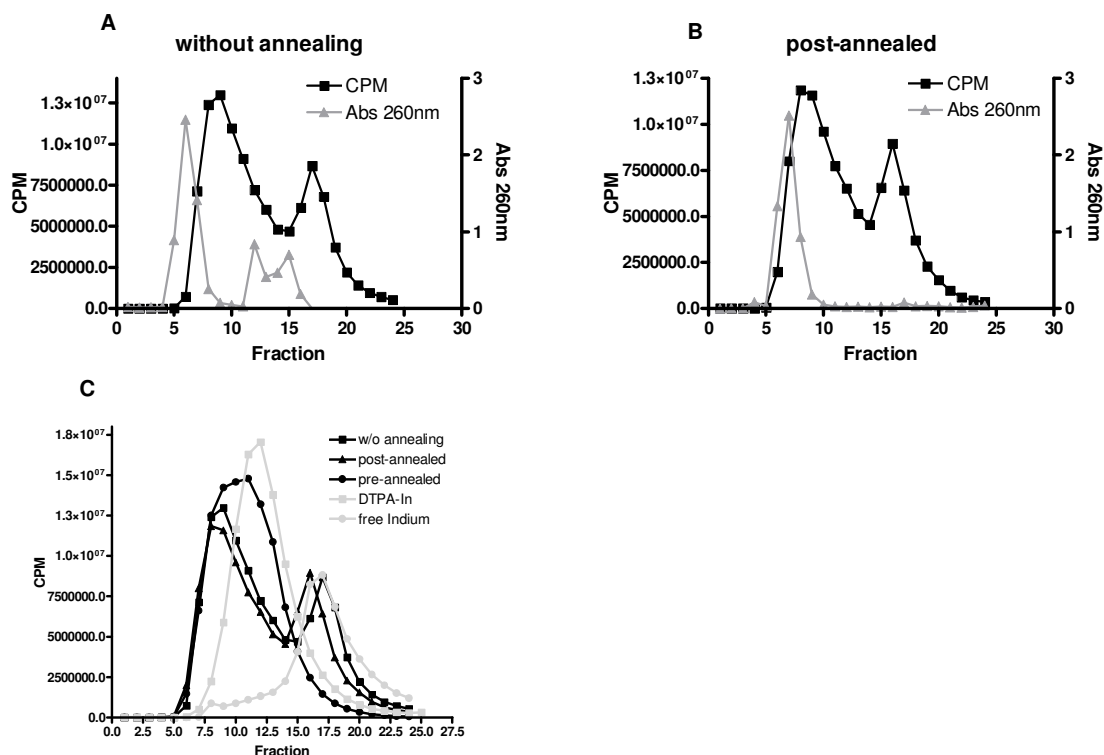 A
without annealing
CPM
Abs 260nm
1.3×10⁰⁷
1.0×10⁰⁷
7500000.0
5000000.0
2500000.0
0.0
CPM
3
2
1
0
Abs 260nm
0 5 10 15 20 25 30
Fraction
B
post-annealed
CPM
Abs 260nm
1.3×10⁰⁷
1.0×10⁰⁷
7500000.0
5000000.0
2500000.0
0.0
CPM
3
2
1
0
Abs 260nm
0 5 10 15 20 25 30
Fraction
C
w/o annealing
post-annealed
pre-annealed
DTPA-In
free Indium
1.8×10⁰⁷
1.5×10⁰⁷
1.3×10⁰⁷
1.0×10⁰⁷
7500000.0
5000000.0
2500000.0
0.0
CPM
0.0 2.5 5.0 7.5 10.0 12.5 15.0 17.5 20.0 22.5 25.0 27.5
Fraction